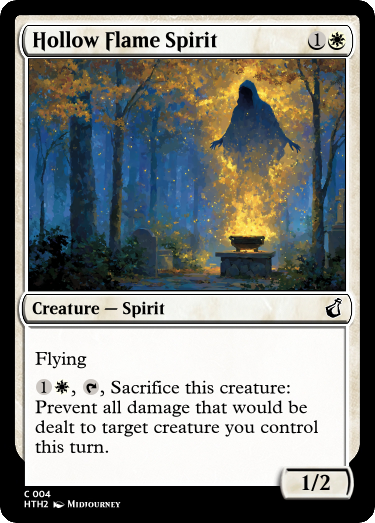 Hollow Flame Spirit 1
Creature — Spirit
Flying
1, , Sacrifice this creature:
Prevent all damage that would be
dealt to target creature you control
this turn.
1/2
C 004
HTH2 Midjourney